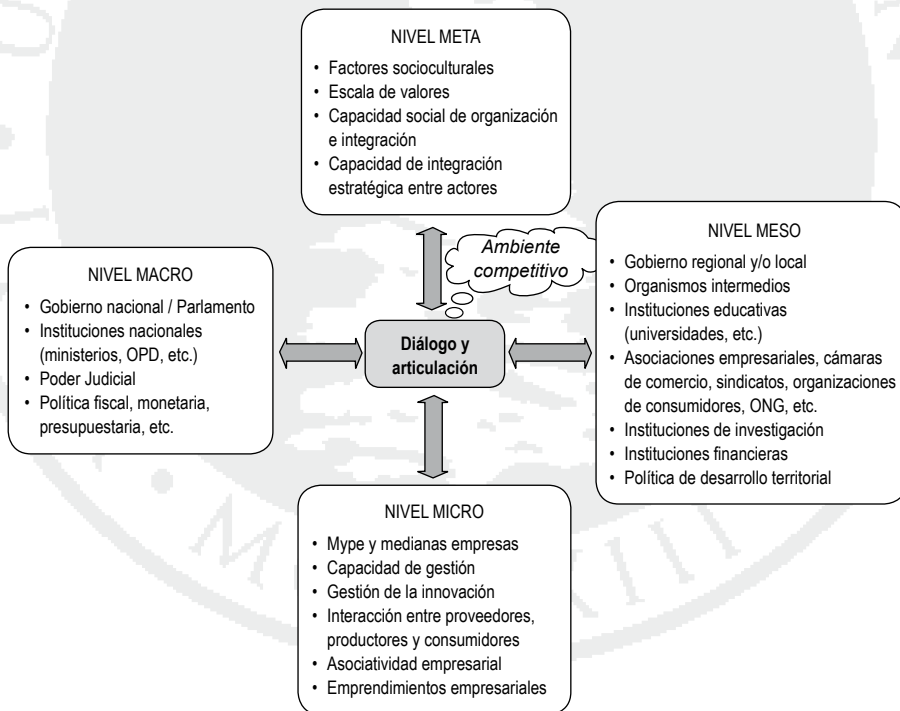 NIVEL META
• Factores socioculturales
• Escala de valores
• Capacidad social de organización
e integración
• Capacidad de integración
estratégica entre actores
Ambiente
competitivo
NIVEL MACRO
• Gobierno nacional / Parlamento
• Instituciones nacionales
(ministerios, OPD, etc.)
• Poder Judicial
• Política fiscal, monetaria,
presupuestaria, etc.
Diálogo y
articulación
NIVEL MESO
• Gobierno regional y/o local
• Organismos intermedios
• Instituciones educativas
(universidades, etc.)
• Asociaciones empresariales, cámaras
de comercio, sindicatos, organizaciones
de consumidores, ONG, etc.
• Instituciones de investigación
• Instituciones financieras
• Política de desarrollo territorial
NIVEL MICRO
• Mype y medianas empresas
• Capacidad de gestión
• Gestión de la innovación
• Interacción entre proveedores,
productores y consumidores
• Asociatividad empresarial
• Emprendimientos empresariales